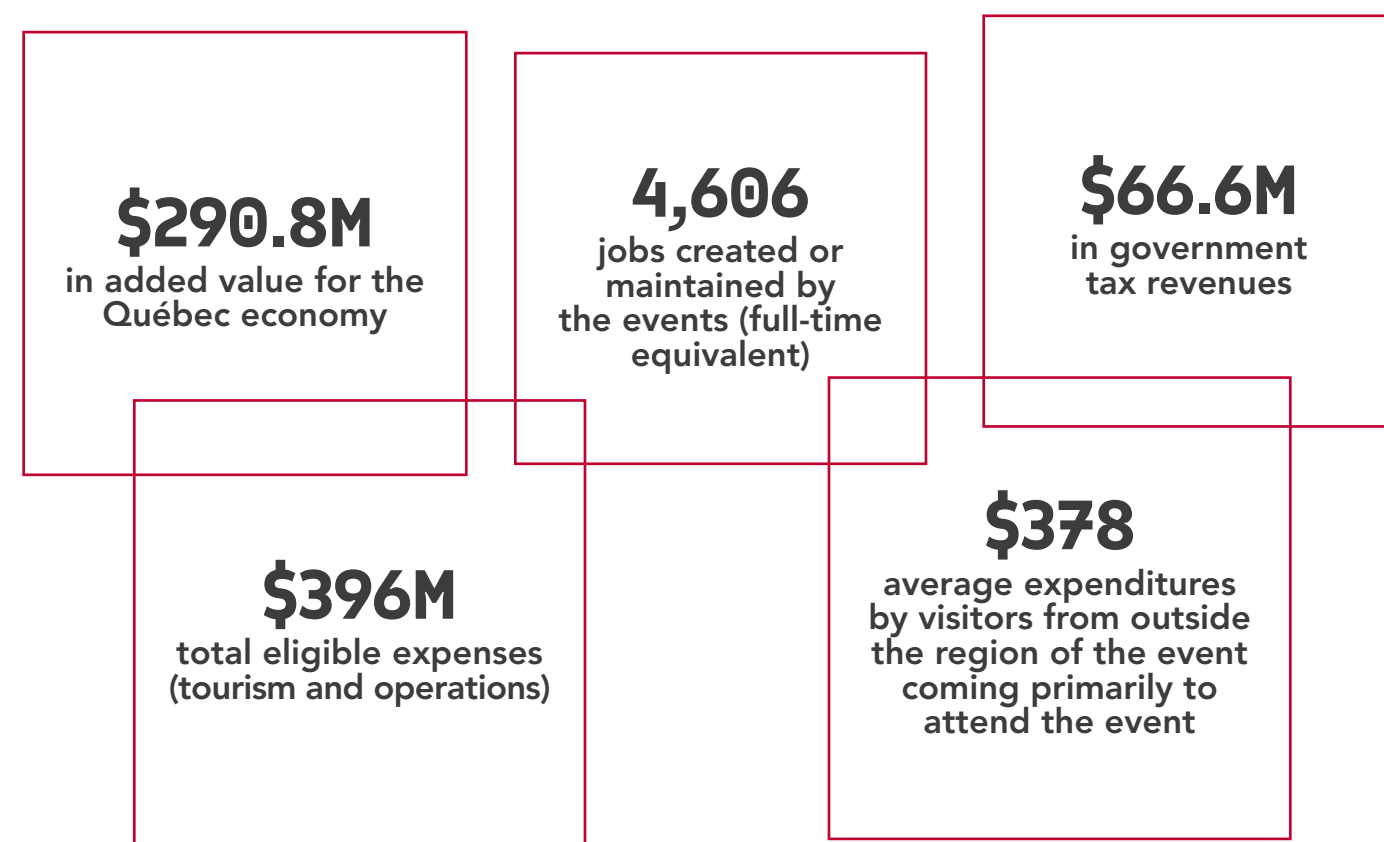 $290.8M
in added value for the
Québec economy
4,606
jobs created or
maintained by
the events (full-time
equivalent)
$66.6M
in government
tax revenues
$396M
total eligible expenses
(tourism and operations)
$378
average expenditures
by visitors from outside
the region of the event
coming primarily to
attend the event